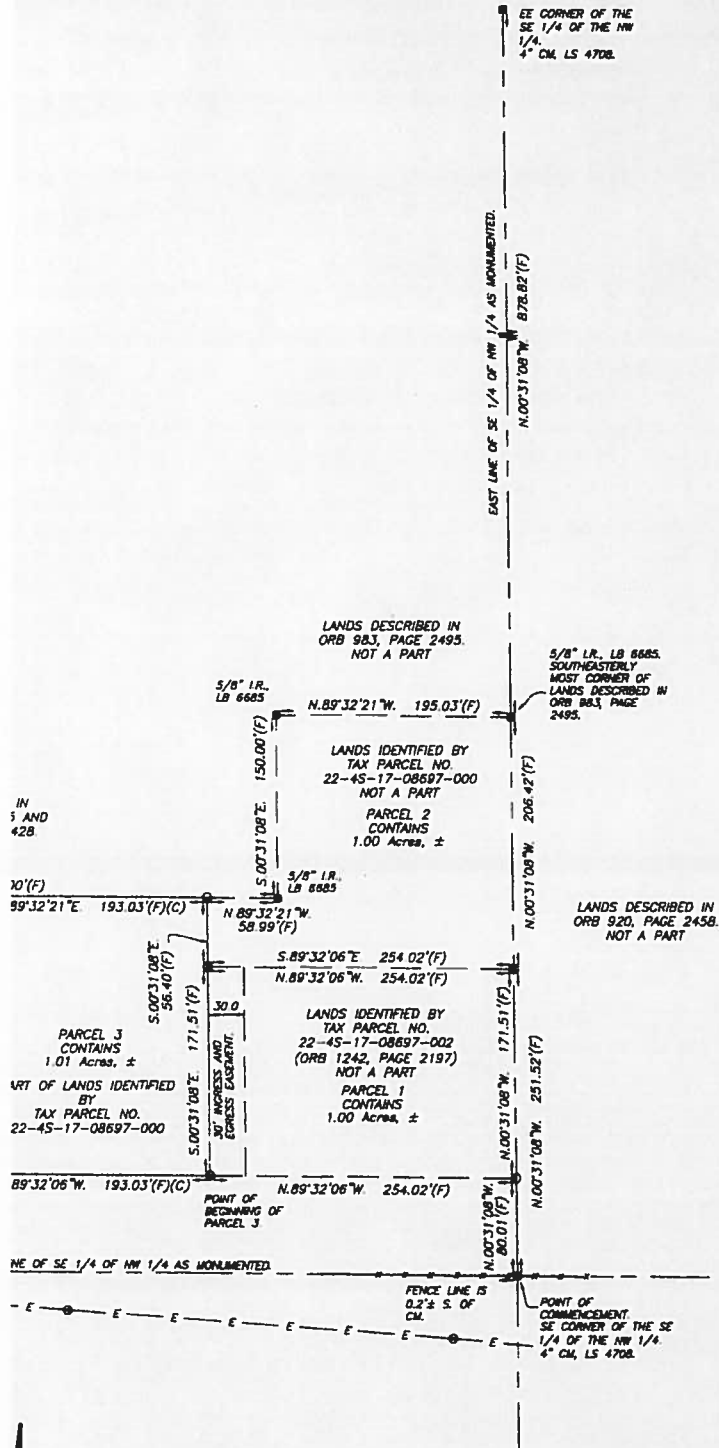 EE CORNER OF THE
SE 1/4 OF THE NW
1/4.
4" CM, LS 4708.
EAST LINE OF SE 1/4 OF NW 1/4 AS MONUMENTED.
N.00°31'08"W. 878.82'(F)
LANDS DESCRIBED IN
ORB 983, PAGE 2495.
NOT A PART
5/8" I.R., LB 6685.
SOUTHEASTERLY
MOST CORNER OF
LANDS DESCRIBED IN
ORB 983, PAGE
2495.
5/8" I.R.,
LB 6685
N.89°32'21"W. 195.03'(F)
S.00°31'08"E. 150.00'(F)
LANDS IDENTIFIED BY
TAX PARCEL NO.
22-4S-17-08697-000
NOT A PART
PARCEL 2
CONTAINS
1.00 Acres, ±
N.00°31'08"W. 206.42'(F)
IN
5 AND
428.
5/8" I.R.,
LB 6685
00'(F)
89°32'21"E. 193.03'(F)(C)
N.89°32'21"W.
58.99'(F)
LANDS DESCRIBED IN
ORB 920, PAGE 2458.
NOT A PART
S.00°31'08"E.
56.40'(F)
S.89°32'06"E 254.02'(F)
N.89°32'06"W. 254.02'(F)
30.0
PARCEL 3
CONTAINS
1.01 Acres, ±
ART OF LANDS IDENTIFIED
BY
TAX PARCEL NO.
22-4S-17-08697-000
S.00°31'08"E. 171.51'(F)
30' INGRESS AND
EGRESS EASEMENT.
LANDS IDENTIFIED BY
TAX PARCEL NO.
22-4S-17-08697-002
(ORB 1242, PAGE 2197)
NOT A PART
PARCEL 1
CONTAINS
1.00 Acres, ±
N.00°31'08"W. 171.51'(F)
N.00°31'08"W. 251.52'(F)
89°32'06"W. 193.03'(F)(C)
N.89°32'06"W. 254.02'(F)
POINT OF
BEGINNING OF
PARCEL 3.
N.00°31'08"W.
80.01'(F)
NE OF SE 1/4 OF NW 1/4 AS MONUMENTED.
FENCE LINE IS
0.2'± S. OF
CM.
POINT OF
COMMENCEMENT.
SE CORNER OF THE SE
1/4 OF THE NW 1/4.
4" CM, LS 4708.
E E E E E E E